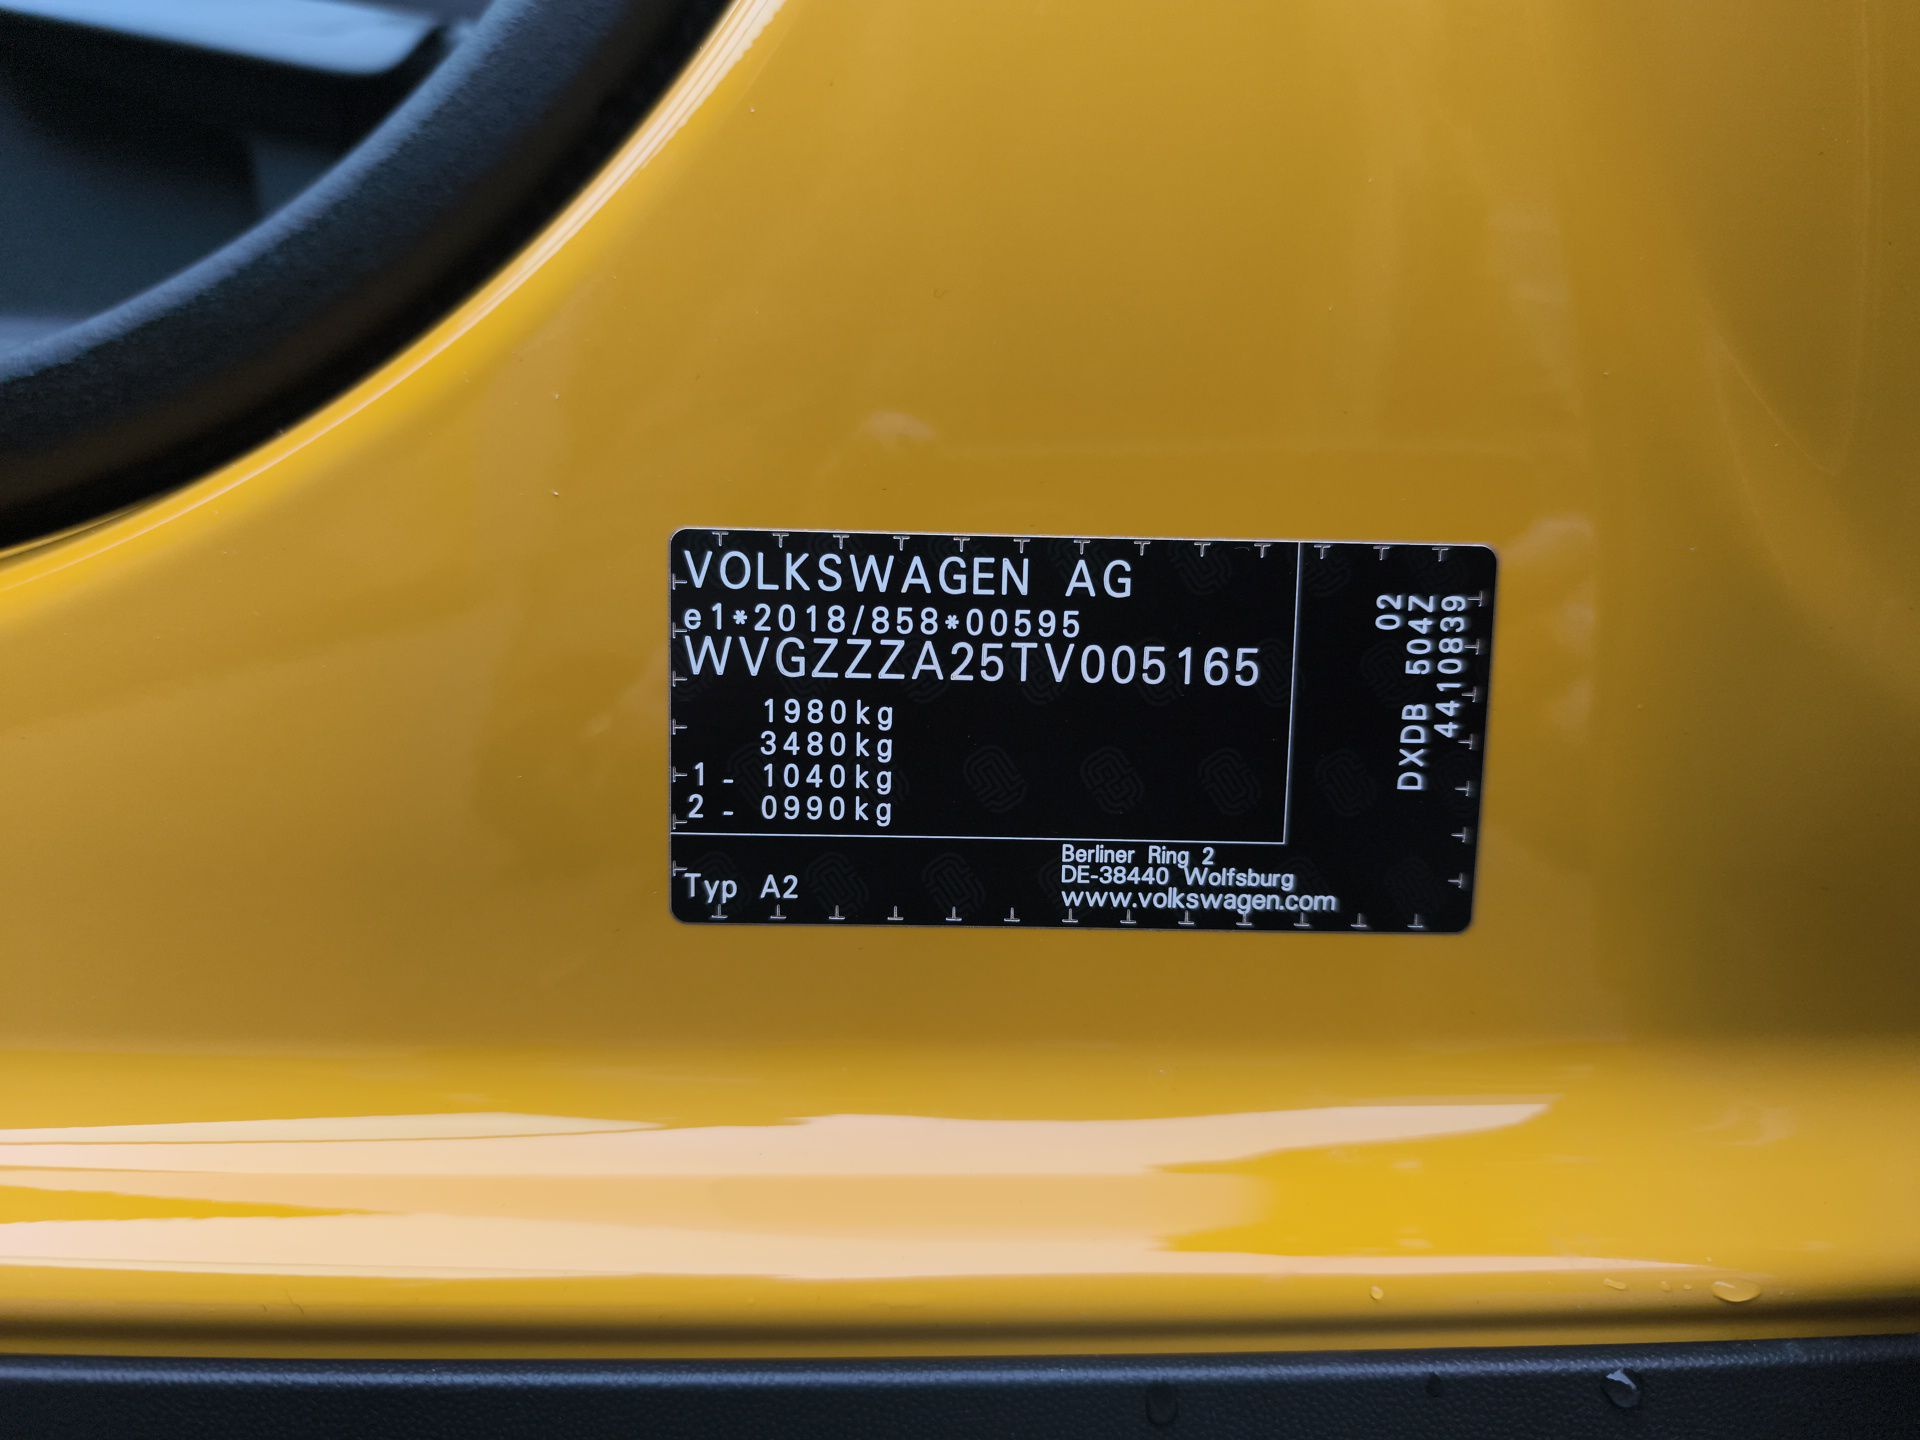 VOLKSWAGEN AG
e1*2018/858*00595
WVGZZZA25TV005165
1980kg
3480kg
1 - 1040kg
2 - 0990kg
Typ A2
Berliner Ring 2
DE-38440 Wolfsburg
www.volkswagen.com
02
DXDB 504Z
4410839